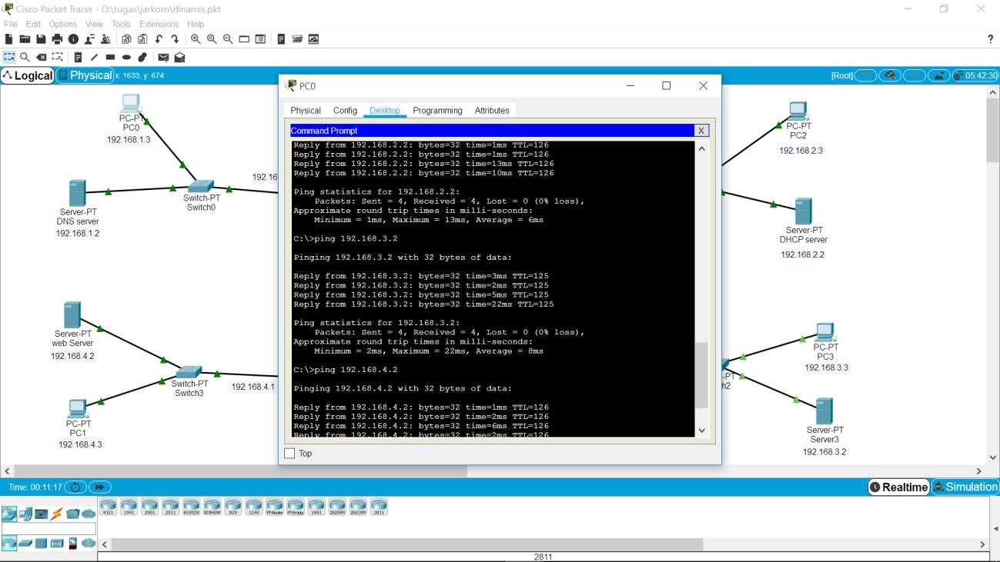 Cisco Packet Tracer - D:\tugas\jarkom\dinamis.pkt
File Edit Options View Tools Extensions Help
?
Logical Physical x: 1633, y: 674
[Root] 05:42:30
PC-PT
PC0
192.168.1.3
Server-PT
DNS server
192.168.1.2
Switch-PT
Switch0
192.16
Server-PT
web Server
192.168.4.2
Switch-PT
Switch3
192.168.4.1
PC-PT
PC1
192.168.4.3
PC0
Physical Config Desktop Programming Attributes
Command Prompt X
Reply from 192.168.2.2: bytes=32 time=1ms TTL=126
Reply from 192.168.2.2: bytes=32 time=1ms TTL=126
Reply from 192.168.2.2: bytes=32 time=13ms TTL=126
Reply from 192.168.2.2: bytes=32 time=10ms TTL=126
Ping statistics for 192.168.2.2:
Packets: Sent = 4, Received = 4, Lost = 0 (0% loss),
Approximate round trip times in milli-seconds:
Minimum = 1ms, Maximum = 13ms, Average = 6ms
C:\>ping 192.168.3.2
Pinging 192.168.3.2 with 32 bytes of data:
Reply from 192.168.3.2: bytes=32 time=3ms TTL=125
Reply from 192.168.3.2: bytes=32 time=2ms TTL=125
Reply from 192.168.3.2: bytes=32 time=5ms TTL=125
Reply from 192.168.3.2: bytes=32 time=22ms TTL=125
Ping statistics for 192.168.3.2:
Packets: Sent = 4, Received = 4, Lost = 0 (0% loss),
Approximate round trip times in milli-seconds:
Minimum = 2ms, Maximum = 22ms, Average = 8ms
C:\>ping 192.168.4.2
Pinging 192.168.4.2 with 32 bytes of data:
Reply from 192.168.4.2: bytes=32 time=1ms TTL=126
Reply from 192.168.4.2: bytes=32 time=2ms TTL=126
Reply from 192.168.4.2: bytes=32 time=6ms TTL=126
Reply from 192.168.4.2: bytes=32 time=2ms TTL=126
Top
PC-PT
PC2
192.168.2.3
Server-PT
DHCP server
192.168.2.2
PC-PT
PC3
192.168.3.3
-PT
h2
Server-PT
Server3
192.168.3.2
Time: 00:11:17
Realtime Simulation
4321 1941 2901 2911 819IOX 819HGW 829 1240 PT-Router PT-Empty 1841 2620XM 2621XM 2811
2811